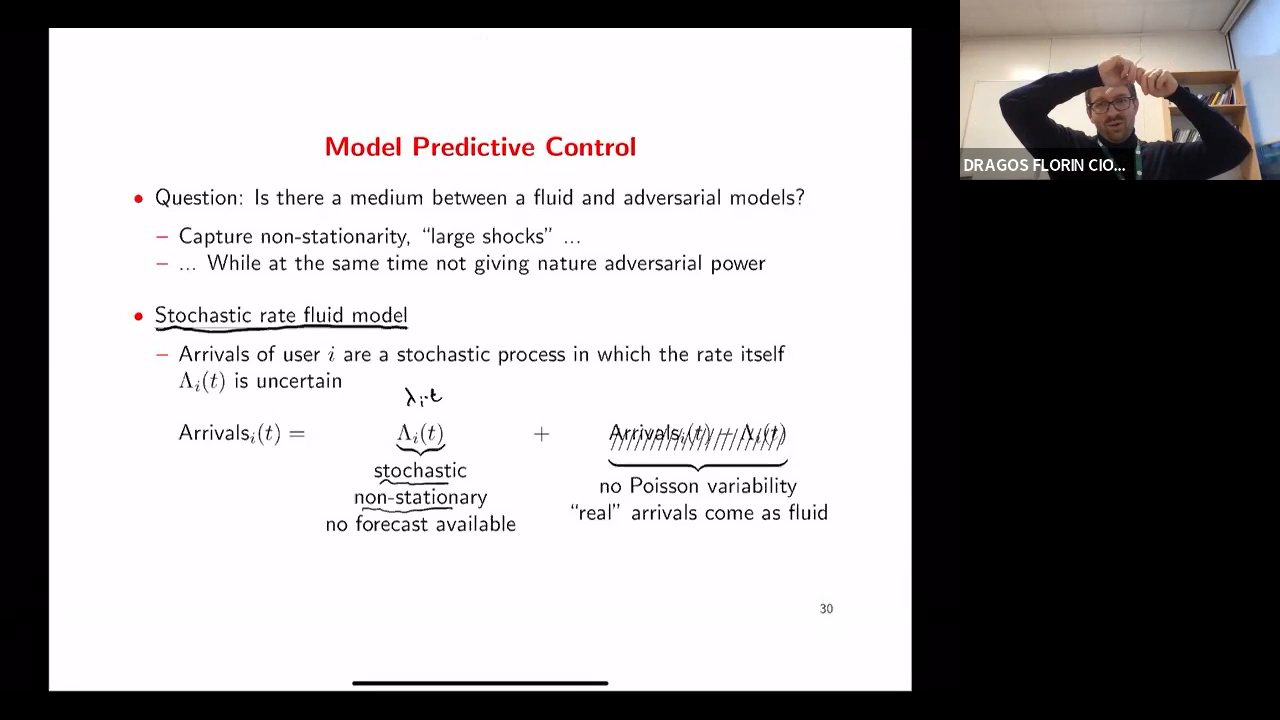 Model Predictive Control
• Question: Is there a medium between a fluid and adversarial models?
– Capture non-stationarity, “large shocks” ...
– ... While at the same time not giving nature adversarial power
• Stochastic rate fluid model
– Arrivals of user i are a stochastic process in which the rate itself
Λᵢ(t) is uncertain
λᵢ·t
Arrivalsᵢ(t) = Λᵢ(t) + Arrivalsᵢ(t) − Λᵢ(t)
stochastic
non-stationary
no forecast available
no Poisson variability
“real” arrivals come as fluid
30
DRAGOS FLORIN CIO...